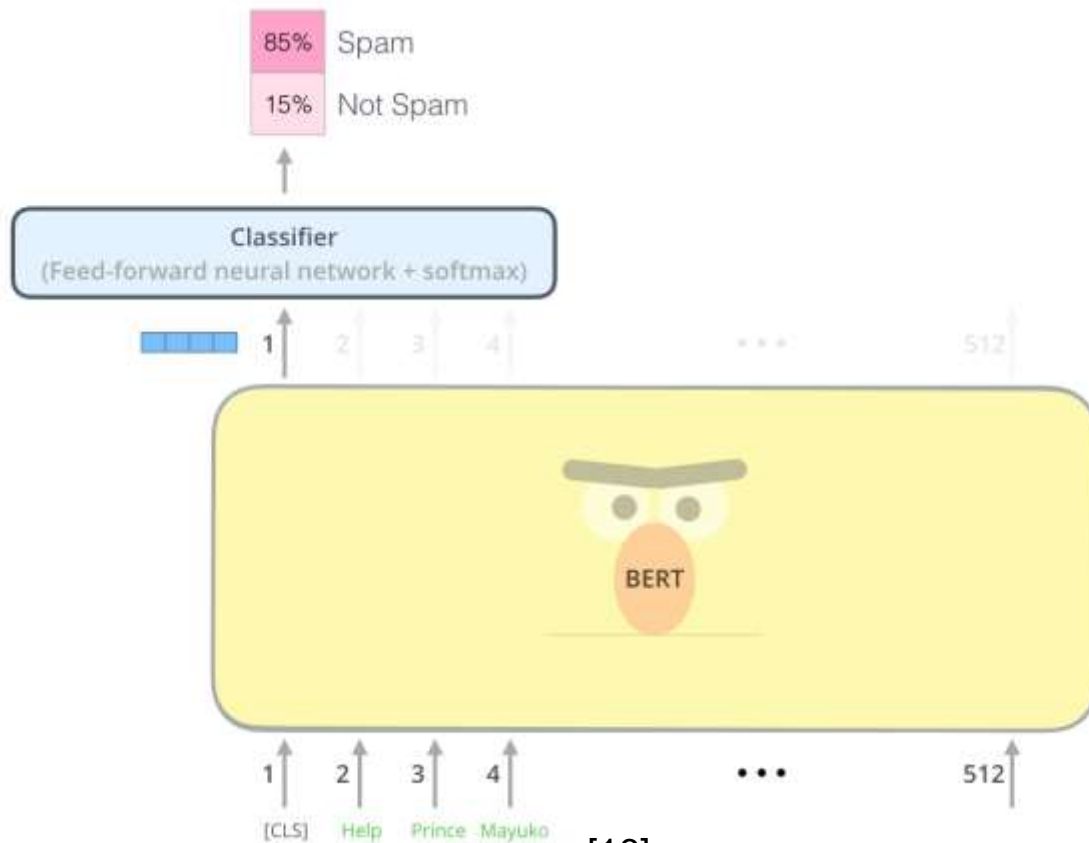 85% Spam
15% Not Spam
Classifier
(Feed-forward neural network + softmax)
1 2 3 4 • • • 512
BERT
1 2 3 4 • • • 512
[CLS] Help Prince Mayuko